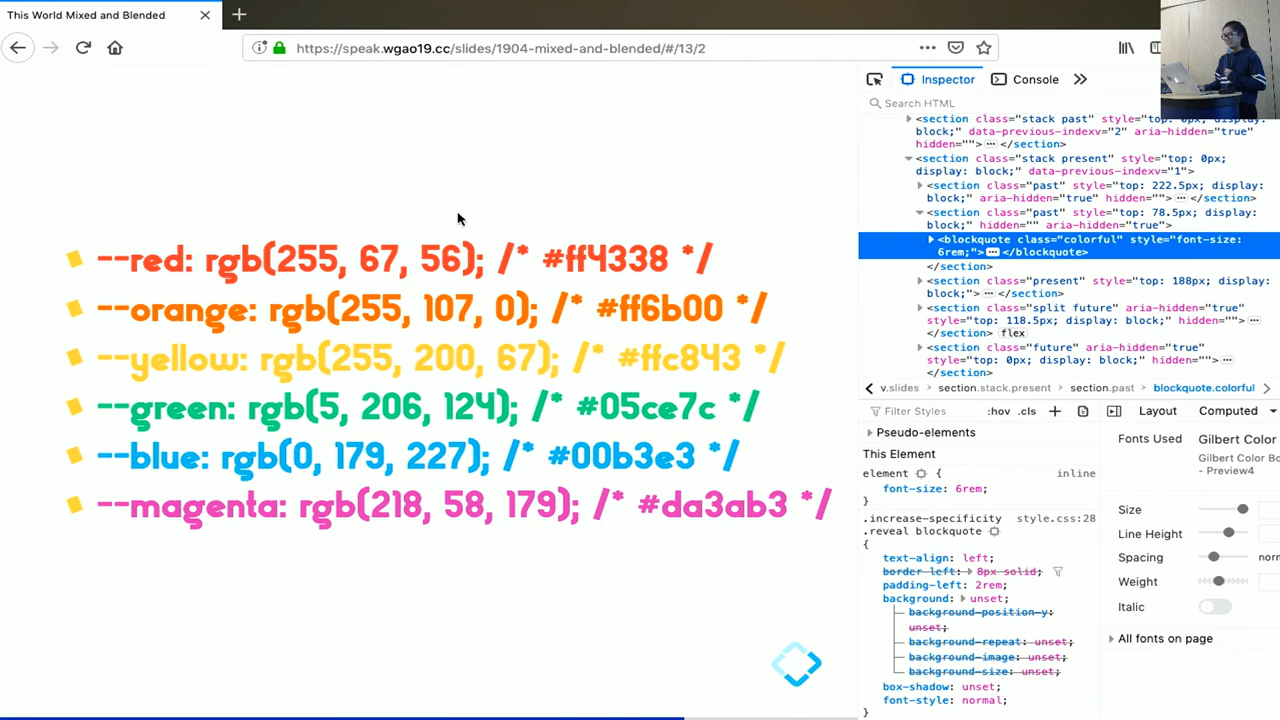 This World Mixed and Blended
https://speak.wgao19.cc/slides/1904-mixed-and-blended/#/13/2
--red: rgb(255, 67, 56); /* #ff4338 */
--orange: rgb(255, 107, 0); /* #ff6b00 */
--yellow: rgb(255, 200, 67); /* #ffc843 */
--green: rgb(5, 206, 124); /* #05ce7c */
--blue: rgb(0, 179, 227); /* #00b3e3 */
--magenta: rgb(218, 58, 179); /* #da3ab3 */
Inspector
Console
Search HTML
<section class="stack past" style="top: 0px; display:
block;" data-previous-indexv="2" aria-hidden="true"
hidden="">⋯</section>
<section class="stack present" style="top: 0px;
display: block;" data-previous-indexv="1">
<section class="past" style="top: 222.5px; display:
block;" aria-hidden="true" hidden="">⋯</section>
<section class="past" style="top: 78.5px; display:
block;" hidden="" aria-hidden="true">
<blockquote class="colorful" style="font-size:
6rem;">⋯</blockquote>
</section>
<section class="present" style="top: 188px; display:
block;">⋯</section>
<section class="split future" aria-hidden="true"
style="top: 118.5px; display: block;" hidden="">⋯
</section> flex
<section class="future" aria-hidden="true"
style="top: 0px; display: block;" hidden="">⋯
</section>
v.slides > section.stack.present > section.past > blockquote.colorful
Filter Styles
:hov .cls +
Pseudo-elements
This Element
element { inline
font-size: 6rem;
}
.increase-specificity style.css:28
.reveal blockquote
{
text-align: left;
border-left: 8px solid;
padding-left: 2rem;
background: unset;
background-position-y:
unset;
background-repeat: unset;
background-image: unset;
background-size: unset;
box-shadow: unset;
font-style: normal;
}
Layout
Computed
Fonts Used
Gilbert Color
Gilbert Color Bo
- Preview4
Size
Line Height
Spacing
norm
Weight
Italic
All fonts on page